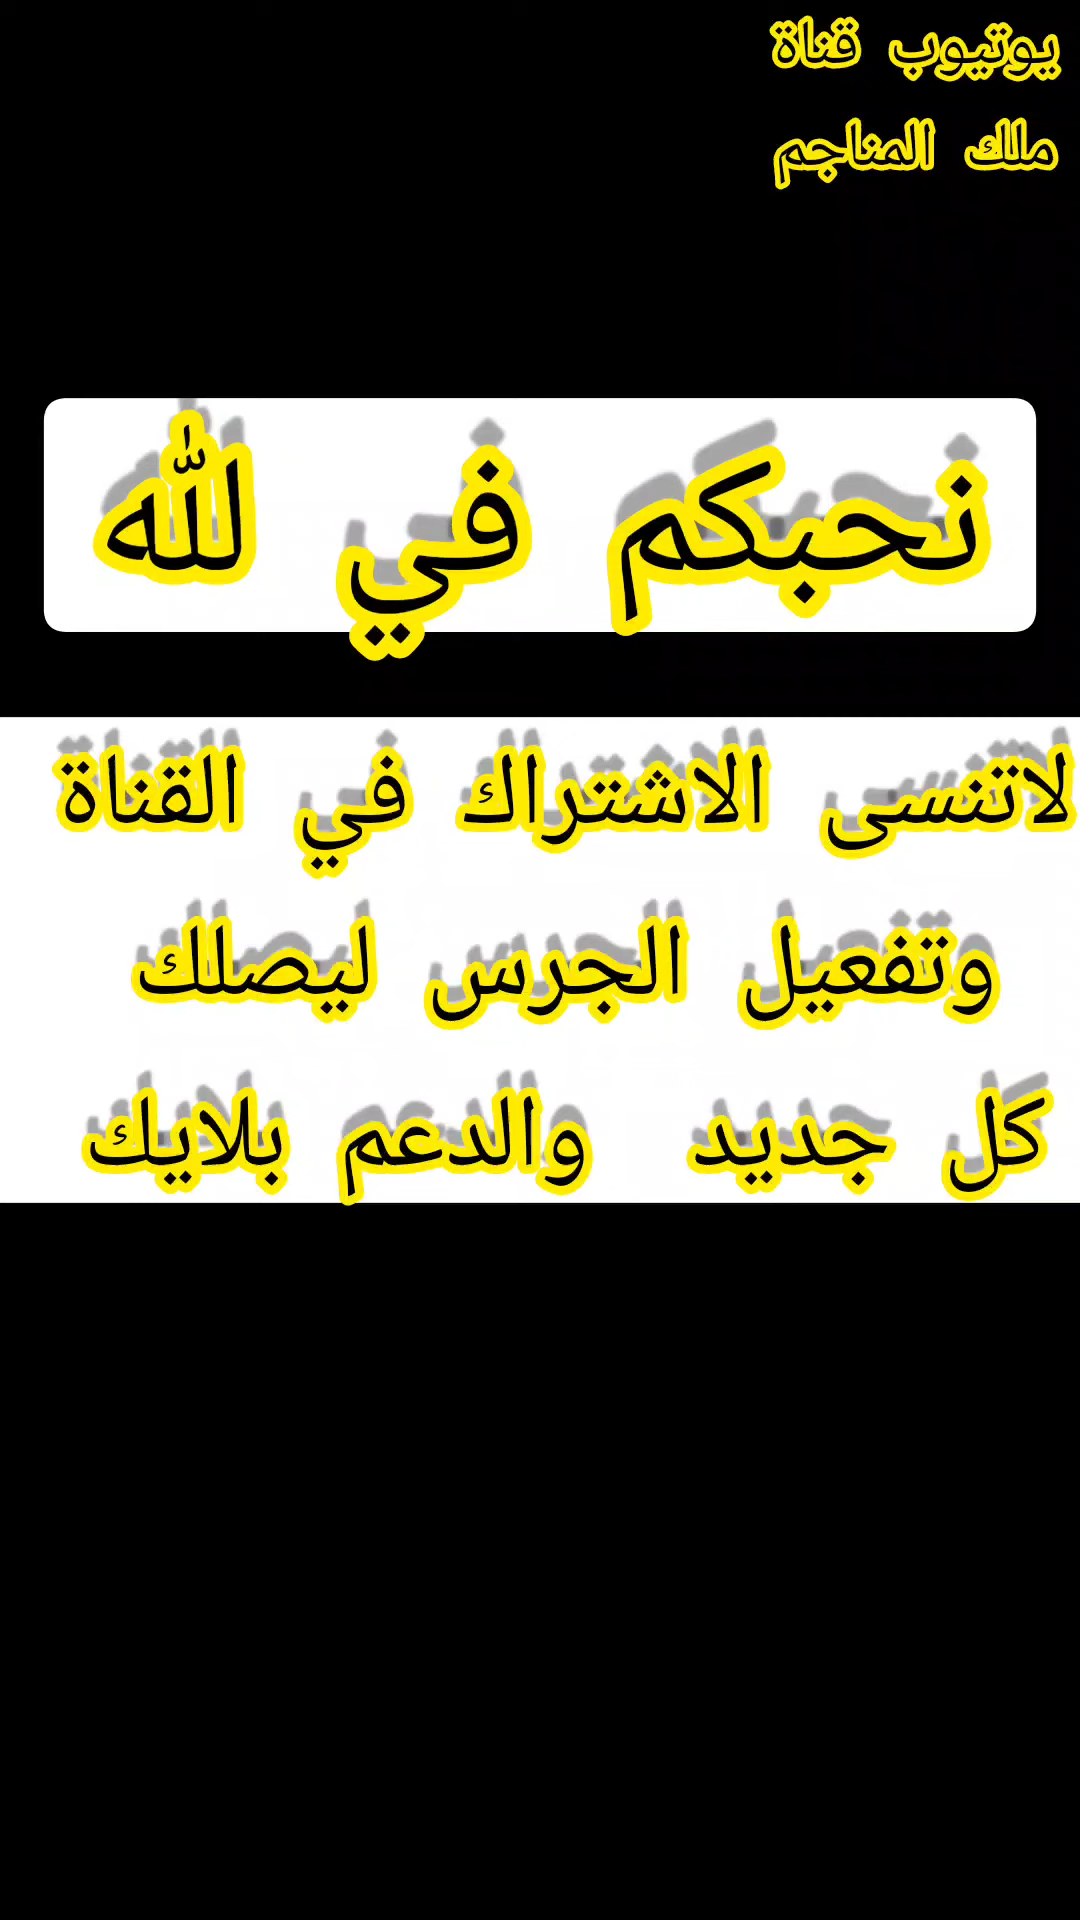 يوتيوب قناة
ملك المناجم
نحبكم في لله
لاتنسى الاشتراك في القناة
وتفعيل الجرس ليصلك
كل جديد والدعم بلايك